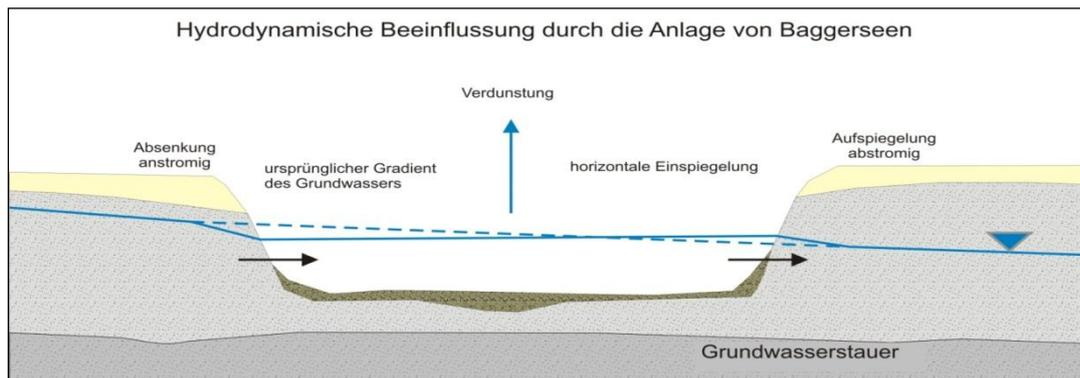 Hydrodynamische Beeinflussung durch die Anlage von Baggerseen
Verdunstung
Absenkung
anstromig
ursprünglicher Gradient
des Grundwassers
horizontale Einspiegelung
Aufspiegelung
abstromig
Grundwasserstauer